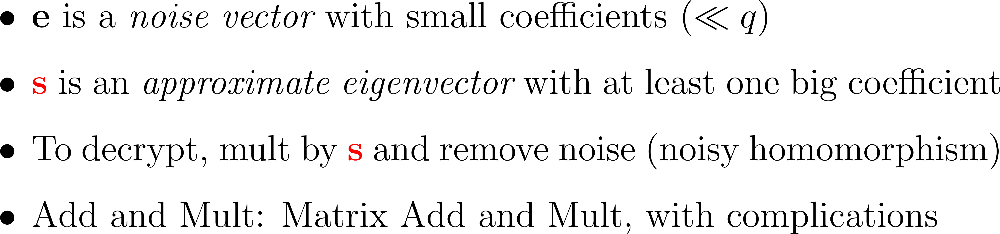 • e is a noise vector with small coefficients (≪ q)
• s is an approximate eigenvector with at least one big coefficient
• To decrypt, mult by s and remove noise (noisy homomorphism)
• Add and Mult: Matrix Add and Mult, with complications